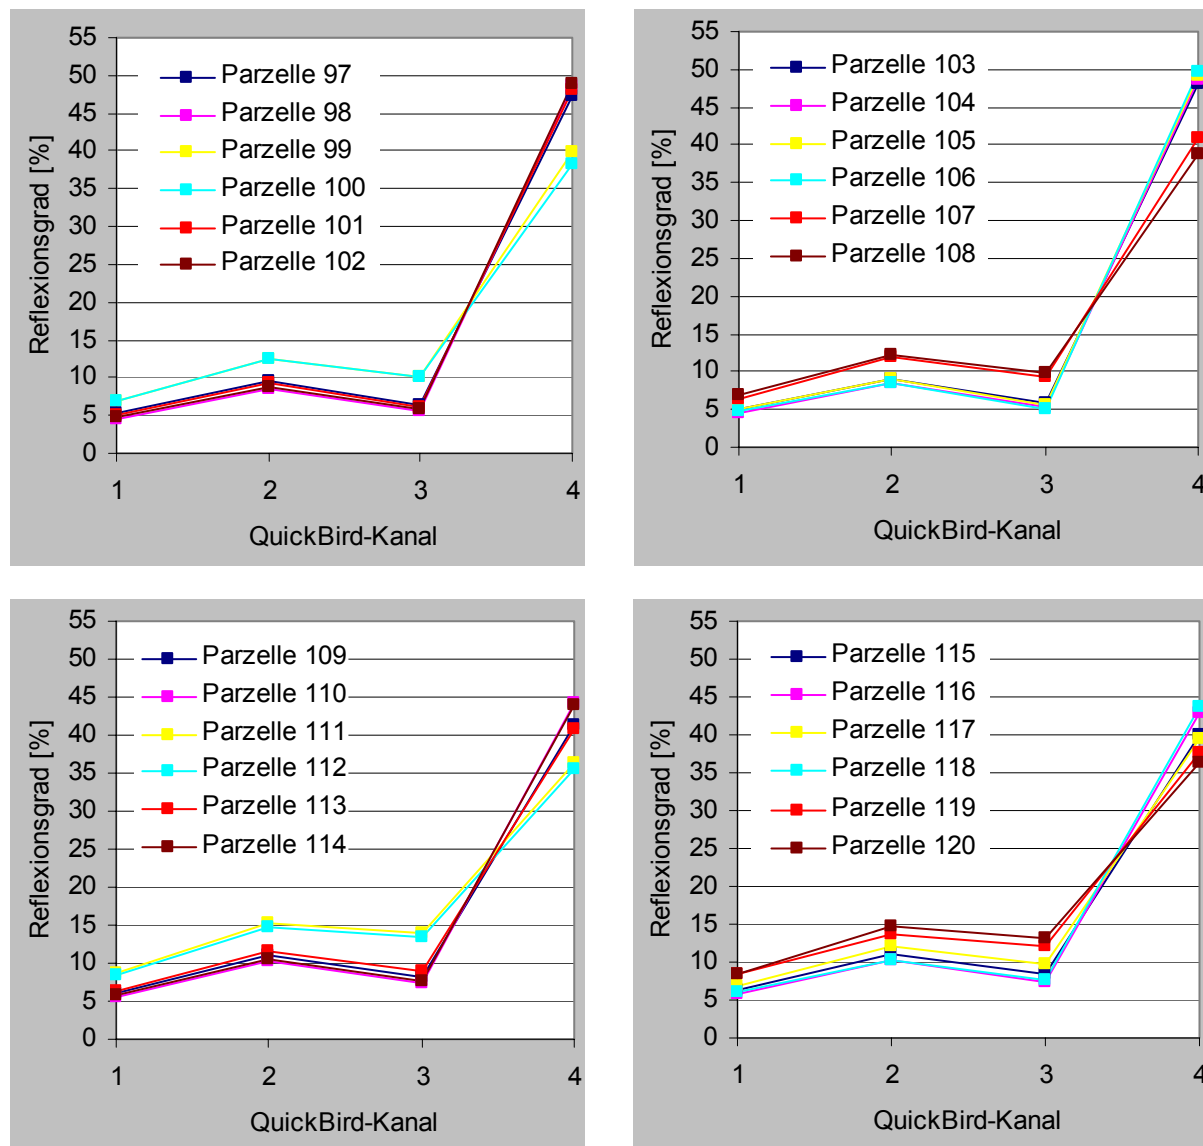 55
50
45
40
35
30
25
20
15
10
5
0
Reflexionsgrad [%]
Parzelle 97
Parzelle 98
Parzelle 99
Parzelle 100
Parzelle 101
Parzelle 102
1 2 3 4
QuickBird-Kanal
55
50
45
40
35
30
25
20
15
10
5
0
Reflexionsgrad [%]
Parzelle 103
Parzelle 104
Parzelle 105
Parzelle 106
Parzelle 107
Parzelle 108
1 2 3 4
QuickBird-Kanal
55
50
45
40
35
30
25
20
15
10
5
0
Reflexionsgrad [%]
Parzelle 109
Parzelle 110
Parzelle 111
Parzelle 112
Parzelle 113
Parzelle 114
1 2 3 4
QuickBird-Kanal
55
50
45
40
35
30
25
20
15
10
5
0
Reflexionsgrad [%]
Parzelle 115
Parzelle 116
Parzelle 117
Parzelle 118
Parzelle 119
Parzelle 120
1 2 3 4
QuickBird-Kanal